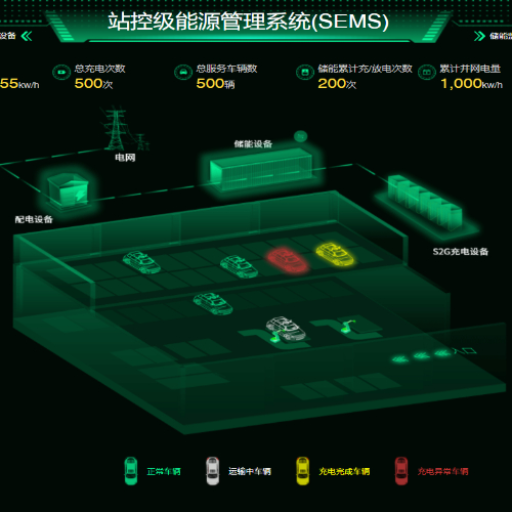 站控级能源管理系统(SEMS)
设备
储能
总充电次数
总服务车辆数
储能累计充/放电次数
累计并网电量
55kw/h
500次
500辆
200次
1,000kw/h
电网
储能设备
配电设备
S2G充电设备
入口
正常车辆
运输中车辆
充电完成车辆
充电异常车辆